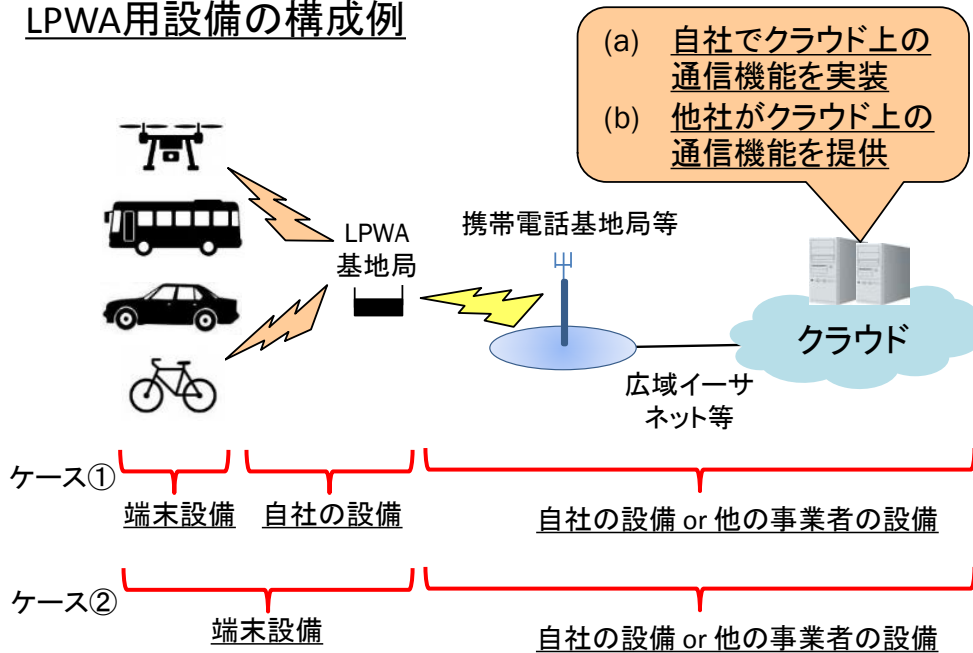 LPWA用設備の構成例
(a) 自社でクラウド上の
通信機能を実装
(b) 他社がクラウド上の
通信機能を提供
LPWA
基地局
携帯電話基地局等
クラウド
広域イーサ
ネット等
ケース①
端末設備
自社の設備
自社の設備 or 他の事業者の設備
ケース②
端末設備
自社の設備 or 他の事業者の設備